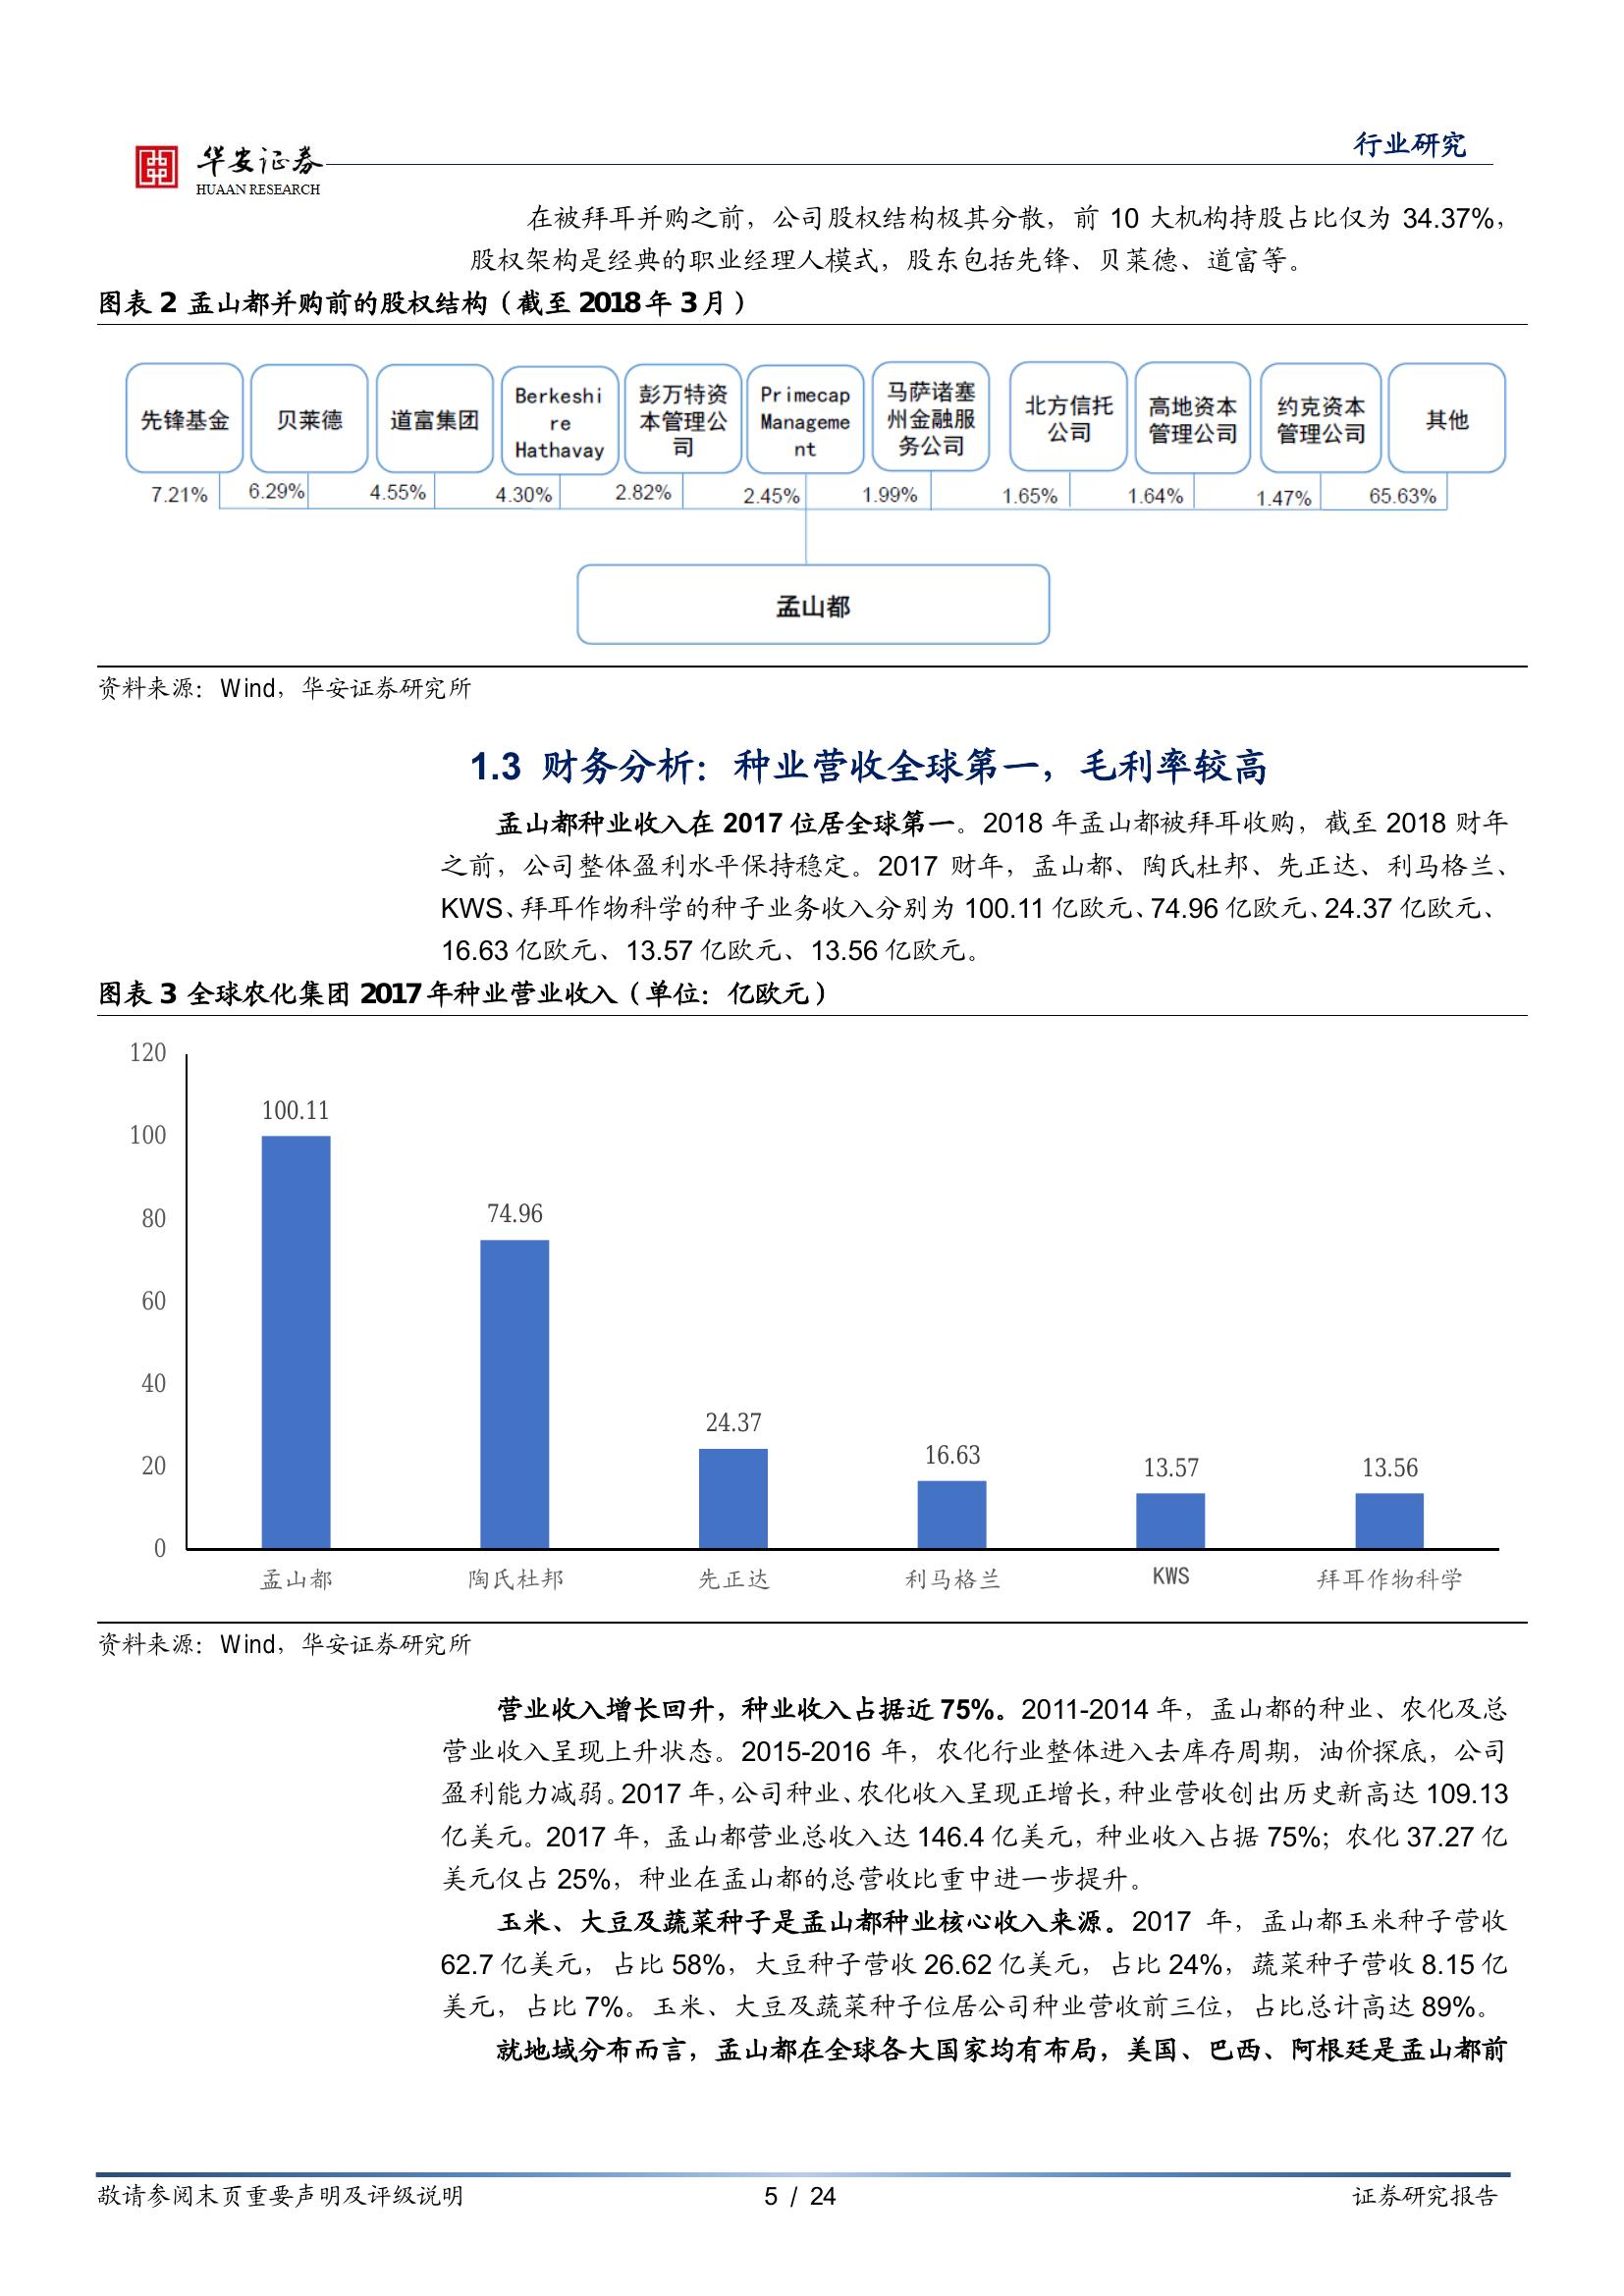 华安证券
HUAAN RESEARCH
行业研究
在被拜耳并购之前，公司股权结构极其分散，前 10 大机构持股占比仅为 34.37%，
股权架构是经典的职业经理人模式，股东包括先锋、贝莱德、道富等。
图表 2 孟山都并购前的股权结构（截至 2018 年 3 月）
先锋基金
贝莱德
道富集团
Berkeshi
re
Hathavay
彭万特资
本管理公
司
Primecap
Manageme
nt
马萨诸塞
州金融服
务公司
北方信托
公司
高地资本
管理公司
约克资本
管理公司
其他
7.21%
6.29%
4.55%
4.30%
2.82%
2.45%
1.99%
1.65%
1.64%
1.47%
65.63%
孟山都
资料来源：Wind，华安证券研究所
1.3 财务分析：种业营收全球第一，毛利率较高
孟山都种业收入在 2017 位居全球第一。2018 年孟山都被拜耳收购，截至 2018 财年
之前，公司整体盈利水平保持稳定。2017 财年，孟山都、陶氏杜邦、先正达、利马格兰、
KWS、拜耳作物科学的种子业务收入分别为 100.11 亿欧元、74.96 亿欧元、24.37 亿欧元、
16.63 亿欧元、13.57 亿欧元、13.56 亿欧元。
图表 3 全球农化集团 2017 年种业营业收入（单位：亿欧元）
120
100
80
60
40
20
0
100.11
74.96
24.37
16.63
13.57
13.56
孟山都
陶氏杜邦
先正达
利马格兰
KWS
拜耳作物科学
资料来源：Wind，华安证券研究所
营业收入增长回升，种业收入占据近 75%。2011-2014 年，孟山都的种业、农化及总
营业收入呈现上升状态。2015-2016 年，农化行业整体进入去库存周期，油价探底，公司
盈利能力减弱。2017 年，公司种业、农化收入呈现正增长，种业营收创出历史新高达 109.13
亿美元。2017 年，孟山都营业总收入达 146.4 亿美元，种业收入占据 75%；农化 37.27 亿
美元仅占 25%，种业在孟山都的总营收比重中进一步提升。
玉米、大豆及蔬菜种子是孟山都种业核心收入来源。2017 年，孟山都玉米种子营收
62.7 亿美元，占比 58%，大豆种子营收 26.62 亿美元，占比 24%，蔬菜种子营收 8.15 亿
美元，占比 7%。玉米、大豆及蔬菜种子位居公司种业营收前三位，占比总计高达 89%。
就地域分布而言，孟山都在全球各大国家均有布局，美国、巴西、阿根廷是孟山都前
敬请参阅末页重要声明及评级说明
5 / 24
证券研究报告